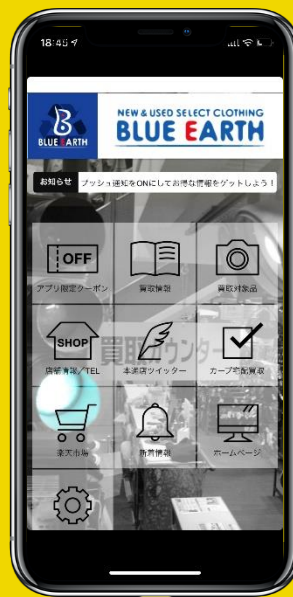 18:45
BLUE EARTH
NEW & USED SELECT CLOTHING
BLUE EARTH
お知らせ プッシュ通知をONにしてお得な情報をゲットしよう！
OFF
アプリ限定クーポン 買取情報 買取対象品
SHOP
買取カウンター
店舗情報/TEL 本通店ツイッター カープ宅配買取
楽天市場 新着情報 ホームページ